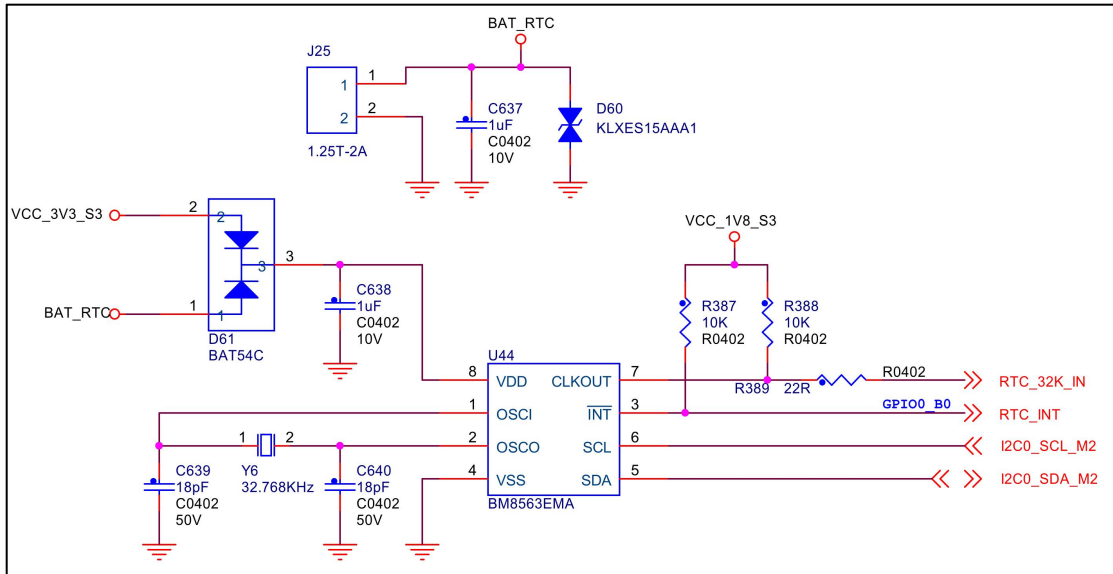 BAT_RTC
J25
1
1
2
2
1.25T-2A
C637
1uF
C0402
10V
D60
KLXES15AAA1
VCC_3V3_S3
2
2
3
3
BAT_RTC
1
1
D61
BAT54C
C638
1uF
C0402
10V
VCC_1V8_S3
R387
10K
R0402
R388
10K
R0402
U44
8
VDD
CLKOUT
7
R389
22R
R0402
RTC_32K_IN
1
OSCI
INT
3
GPIO0_B0
RTC_INT
2
OSCO
SCL
6
I2C0_SCL_M2
4
VSS
SDA
5
I2C0_SDA_M2
BM8563EMA
1
2
Y6
32.768KHz
C639
18pF
C0402
50V
C640
18pF
C0402
50V